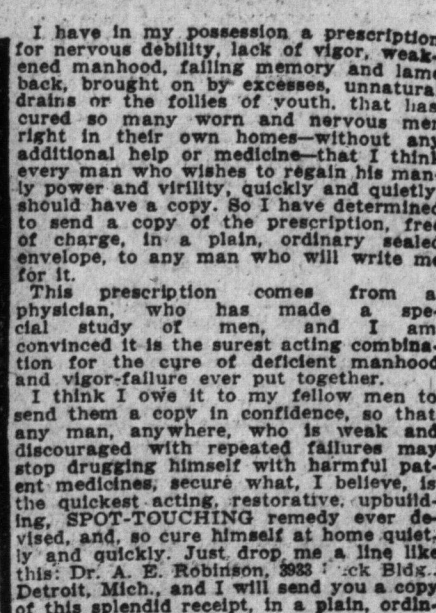 I have in my possession a prescription
for nervous debility, lack of vigor, weak-
ened manhood, failing memory and lame
back, brought on by excesses, unnatural
drains or the follies of youth. that has
cured so many worn and nervous men
right in their own homes—without any
additional help or medicine—that I think
every man who wishes to regain his man-
ly power and virility, quickly and quietly
should have a copy. So I have determined
to send a copy of the prescription, free
of charge, in a plain, ordinary sealed
envelope, to any man who will write me
for it.
This prescription comes from a
physician, who has made a spe-
cial study of men, and I am
convinced it is the surest acting combina-
tion for the cure of deficient manhood
and vigor-failure ever put together.
I think I owe it to my fellow men to
send them a copy in confidence, so that
any man, anywhere, who is weak and
discouraged with repeated failures may
stop drugging himself with harmful pat-
ent medicines, secure what, I believe, is
the quickest acting, restorative, upbuild-
ing, SPOT-TOUCHING remedy ever de-
vised, and, so cure himself at home quiet-
ly and quickly. Just drop me a line like
this: Dr. A. E. Robinson, 3933 Bldg.,
Detroit, Mich., and I will send you a copy
of this splendid receipt, in a plain, ordin